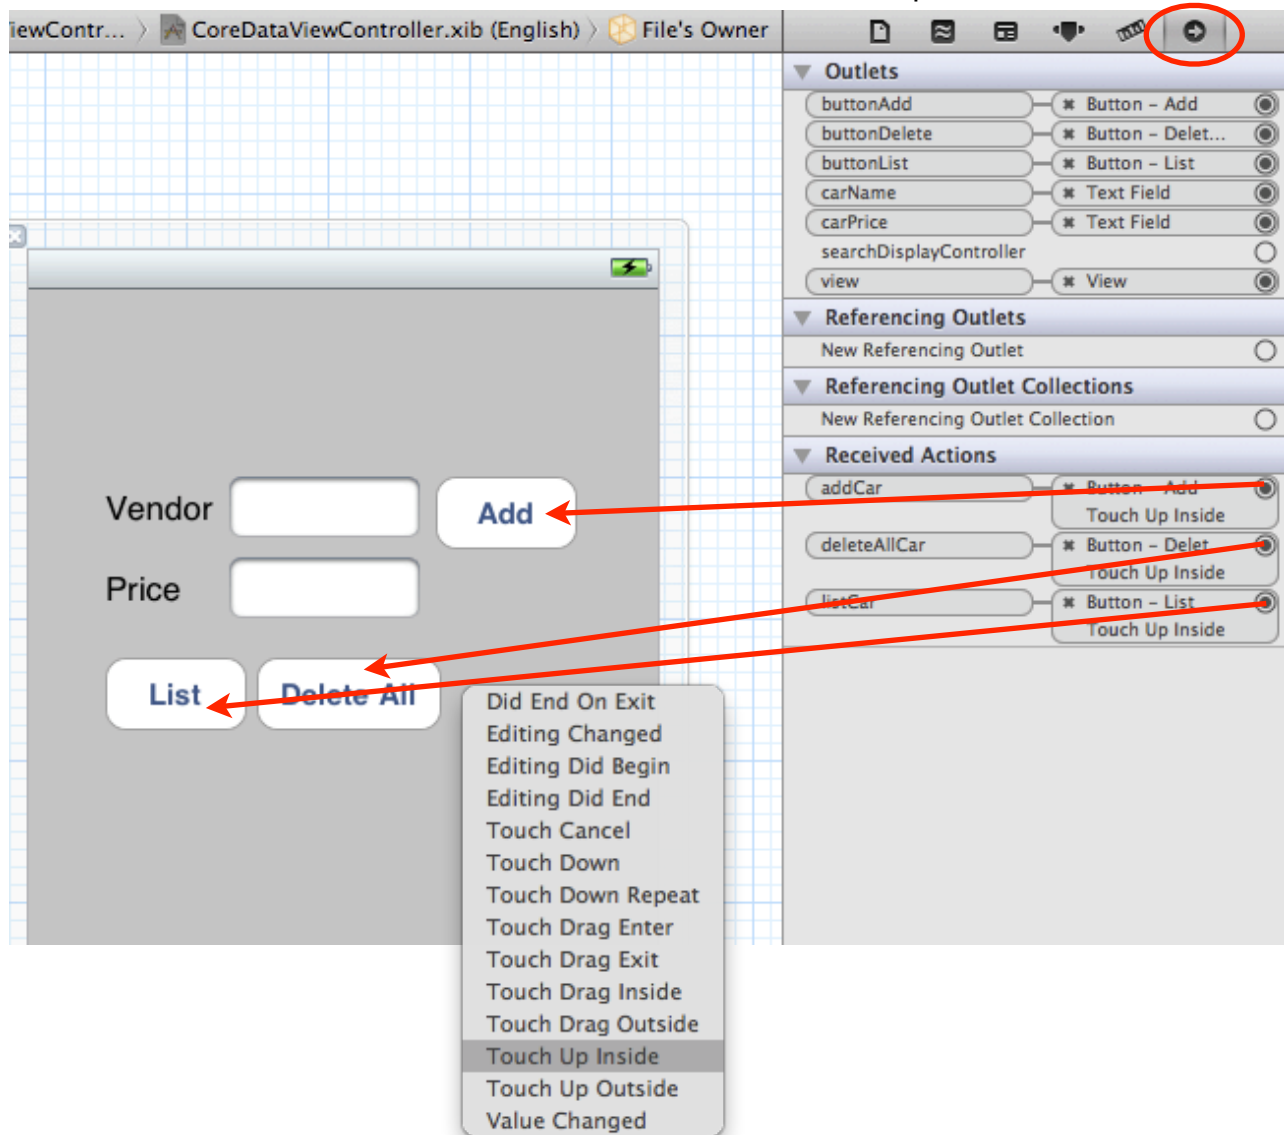 iewContr... CoreDataViewController.xib (English) File's Owner
Outlets
buttonAdd Button – Add
buttonDelete Button – Delet...
buttonList Button – List
carName Text Field
carPrice Text Field
searchDisplayController
view View
Referencing Outlets
New Referencing Outlet
Referencing Outlet Collections
New Referencing Outlet Collection
Received Actions
addCar Button – Add
Touch Up Inside
deleteAllCar Button – Delet
Touch Up Inside
listCar Button – List
Touch Up Inside
Vendor Add
Price
List Delete All
Did End On Exit
Editing Changed
Editing Did Begin
Editing Did End
Touch Cancel
Touch Down
Touch Down Repeat
Touch Drag Enter
Touch Drag Exit
Touch Drag Inside
Touch Drag Outside
Touch Up Inside
Touch Up Outside
Value Changed